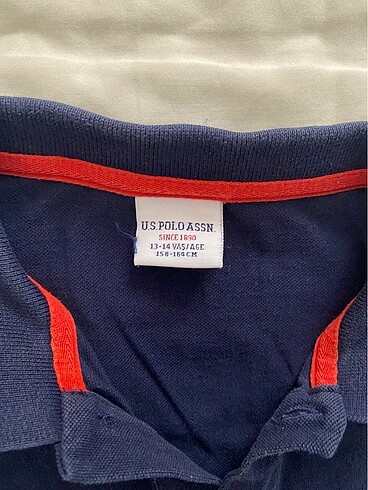 U.S. POLO ASSN.
SINCE 1890
13-14 YAŞ/AGE
158-164 CM